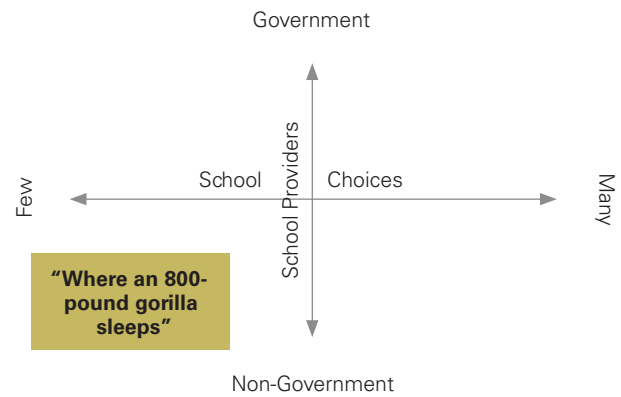 Government
School Choices
School Providers
Few
Many
“Where an 800-
pound gorilla
sleeps”
Non-Government